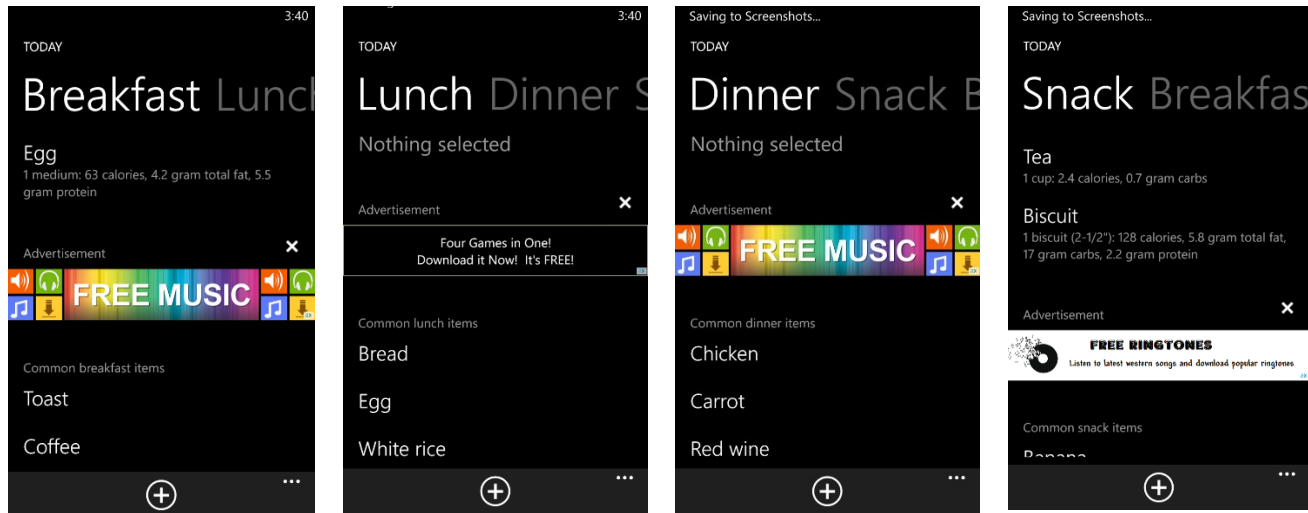 3:40
TODAY
Breakfast Lunch
Egg
1 medium: 63 calories, 4.2 gram total fat, 5.5
gram protein
Advertisement
FREE MUSIC
Common breakfast items
Toast
Coffee
3:40
TODAY
Lunch Dinner S
Nothing selected
Advertisement
Four Games in One!
Download it Now! It's FREE!
Common lunch items
Bread
Egg
White rice
Saving to Screenshots...
TODAY
Dinner Snack B
Nothing selected
Advertisement
FREE MUSIC
Common dinner items
Chicken
Carrot
Red wine
Saving to Screenshots...
TODAY
Snack Breakfas
Tea
1 cup: 2.4 calories, 0.7 gram carbs
Biscuit
1 biscuit (2-1/2"): 128 calories, 5.8 gram total fat,
17 gram carbs, 2.2 gram protein
Advertisement
FREE RINGTONES
Listen to latest western songs and download popular ringtones
Common snack items
Banana